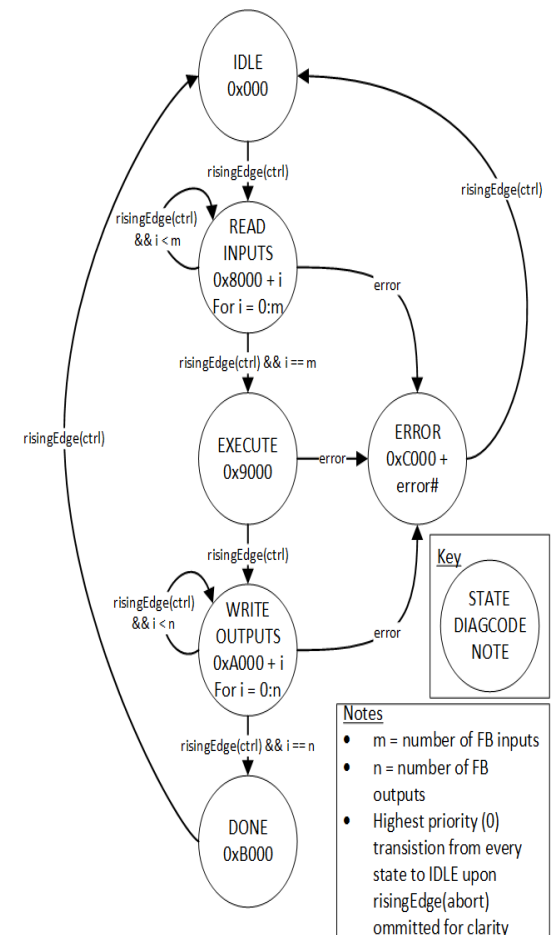 IDLE
0x000
risingEdge(ctrl)
risingEdge(ctrl)
risingEdge(ctrl)
&& i < m
READ
INPUTS
0x8000 + i
For i = 0:m
error
risingEdge(ctrl) && i == m
risingEdge(ctrl)
EXECUTE
0x9000
error
ERROR
0xC000 +
error#
risingEdge(ctrl)
risingEdge(ctrl)
&& i < n
WRITE
OUTPUTS
0xA000 + i
For i = 0:n
error
risingEdge(ctrl) && i == n
DONE
0xB000
Key
STATE
DIAGCODE
NOTE
Notes
• m = number of FB inputs
• n = number of FB
outputs
• Highest priority (0)
transistion from every
state to IDLE upon
risingEdge(abort)
ommitted for clarity